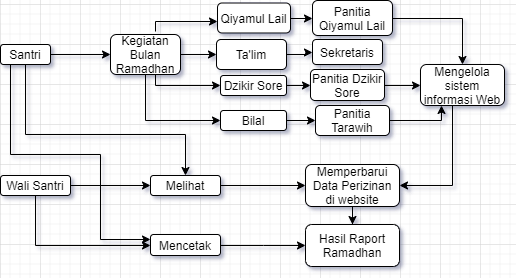 Qiyamul Lail
Panitia
Qiyamul Lail
Santri
Kegiatan
Bulan
Ramadhan
Ta'lim
Sekretaris
Dzikir Sore
Panitia Dzikir
Sore
Mengelola
sistem
informasi Web
Bilal
Panitia
Tarawih
Wali Santri
Melihat
Memperbarui
Data Perizinan
di website
Mencetak
Hasil Raport
Ramadhan